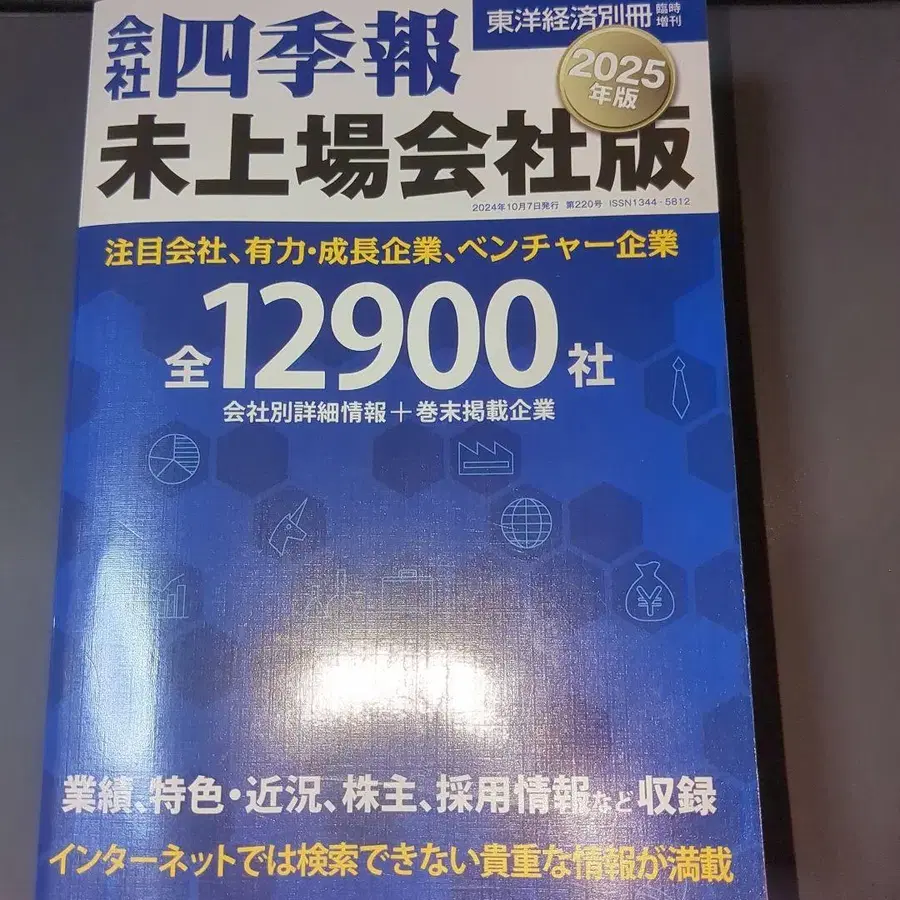 東洋経済別冊 臨時増刊
会社四季報
2025年版
未上場会社版
2024年10月7日発行 第220号 ISSN1344-5812
注目会社、有力・成長企業、ベンチャー企業
全12900社
会社別詳細情報＋巻末掲載企業
¥
業績、特色・近況、株主、採用情報など収録
インターネットでは検索できない貴重な情報が満載